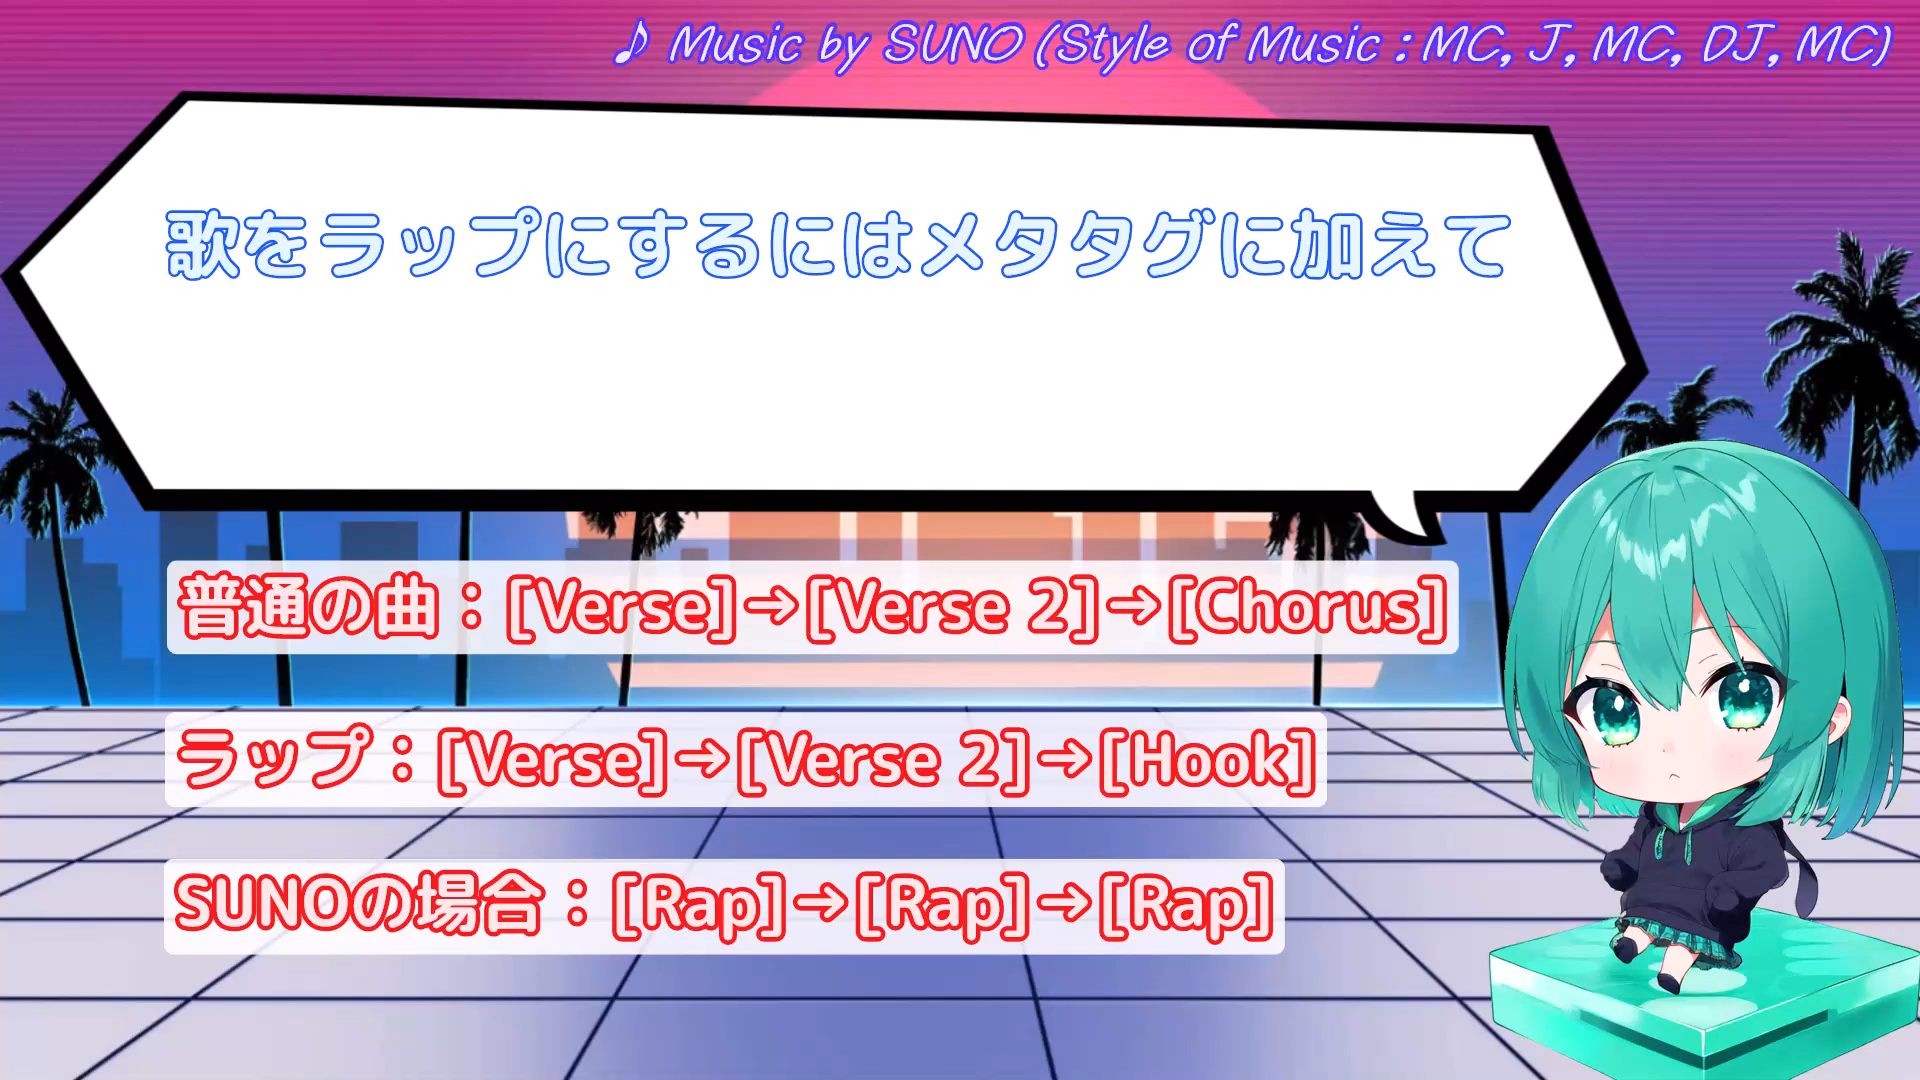 ♪ Music by SUNO (Style of Music : MC, J, MC, DJ, MC)
歌をラップにするにはメタタグに加えて
普通の曲：[Verse]→[Verse 2]→[Chorus]
ラップ：[Verse]→[Verse 2]→[Hook]
SUNOの場合：[Rap]→[Rap]→[Rap]